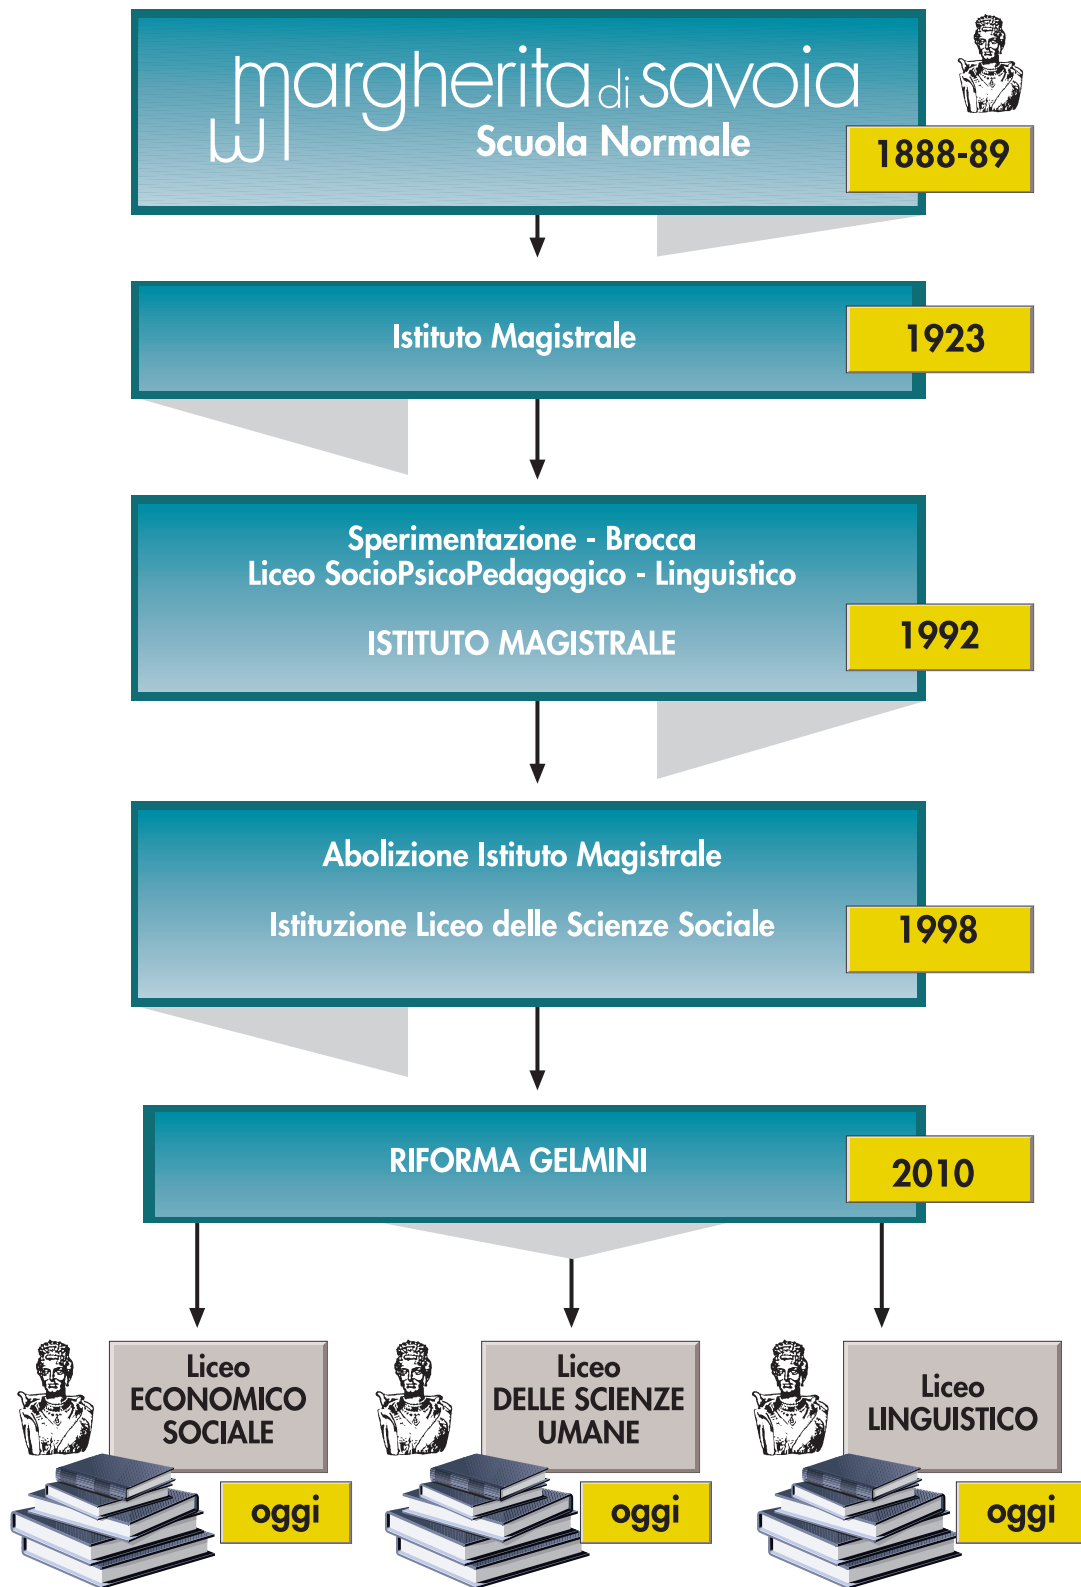 margherita di savoia
Scuola Normale
1888-89
Istituto Magistrale
1923
Sperimentazione - Brocca
Liceo SocioPsicoPedagogico - Linguistico
ISTITUTO MAGISTRALE
1992
Abolizione Istituto Magistrale
Istituzione Liceo delle Scienze Sociale
1998
RIFORMA GELMINI
2010
Liceo
ECONOMICO
SOCIALE
oggi
Liceo
DELLE SCIENZE
UMANE
oggi
Liceo
LINGUISTICO
oggi